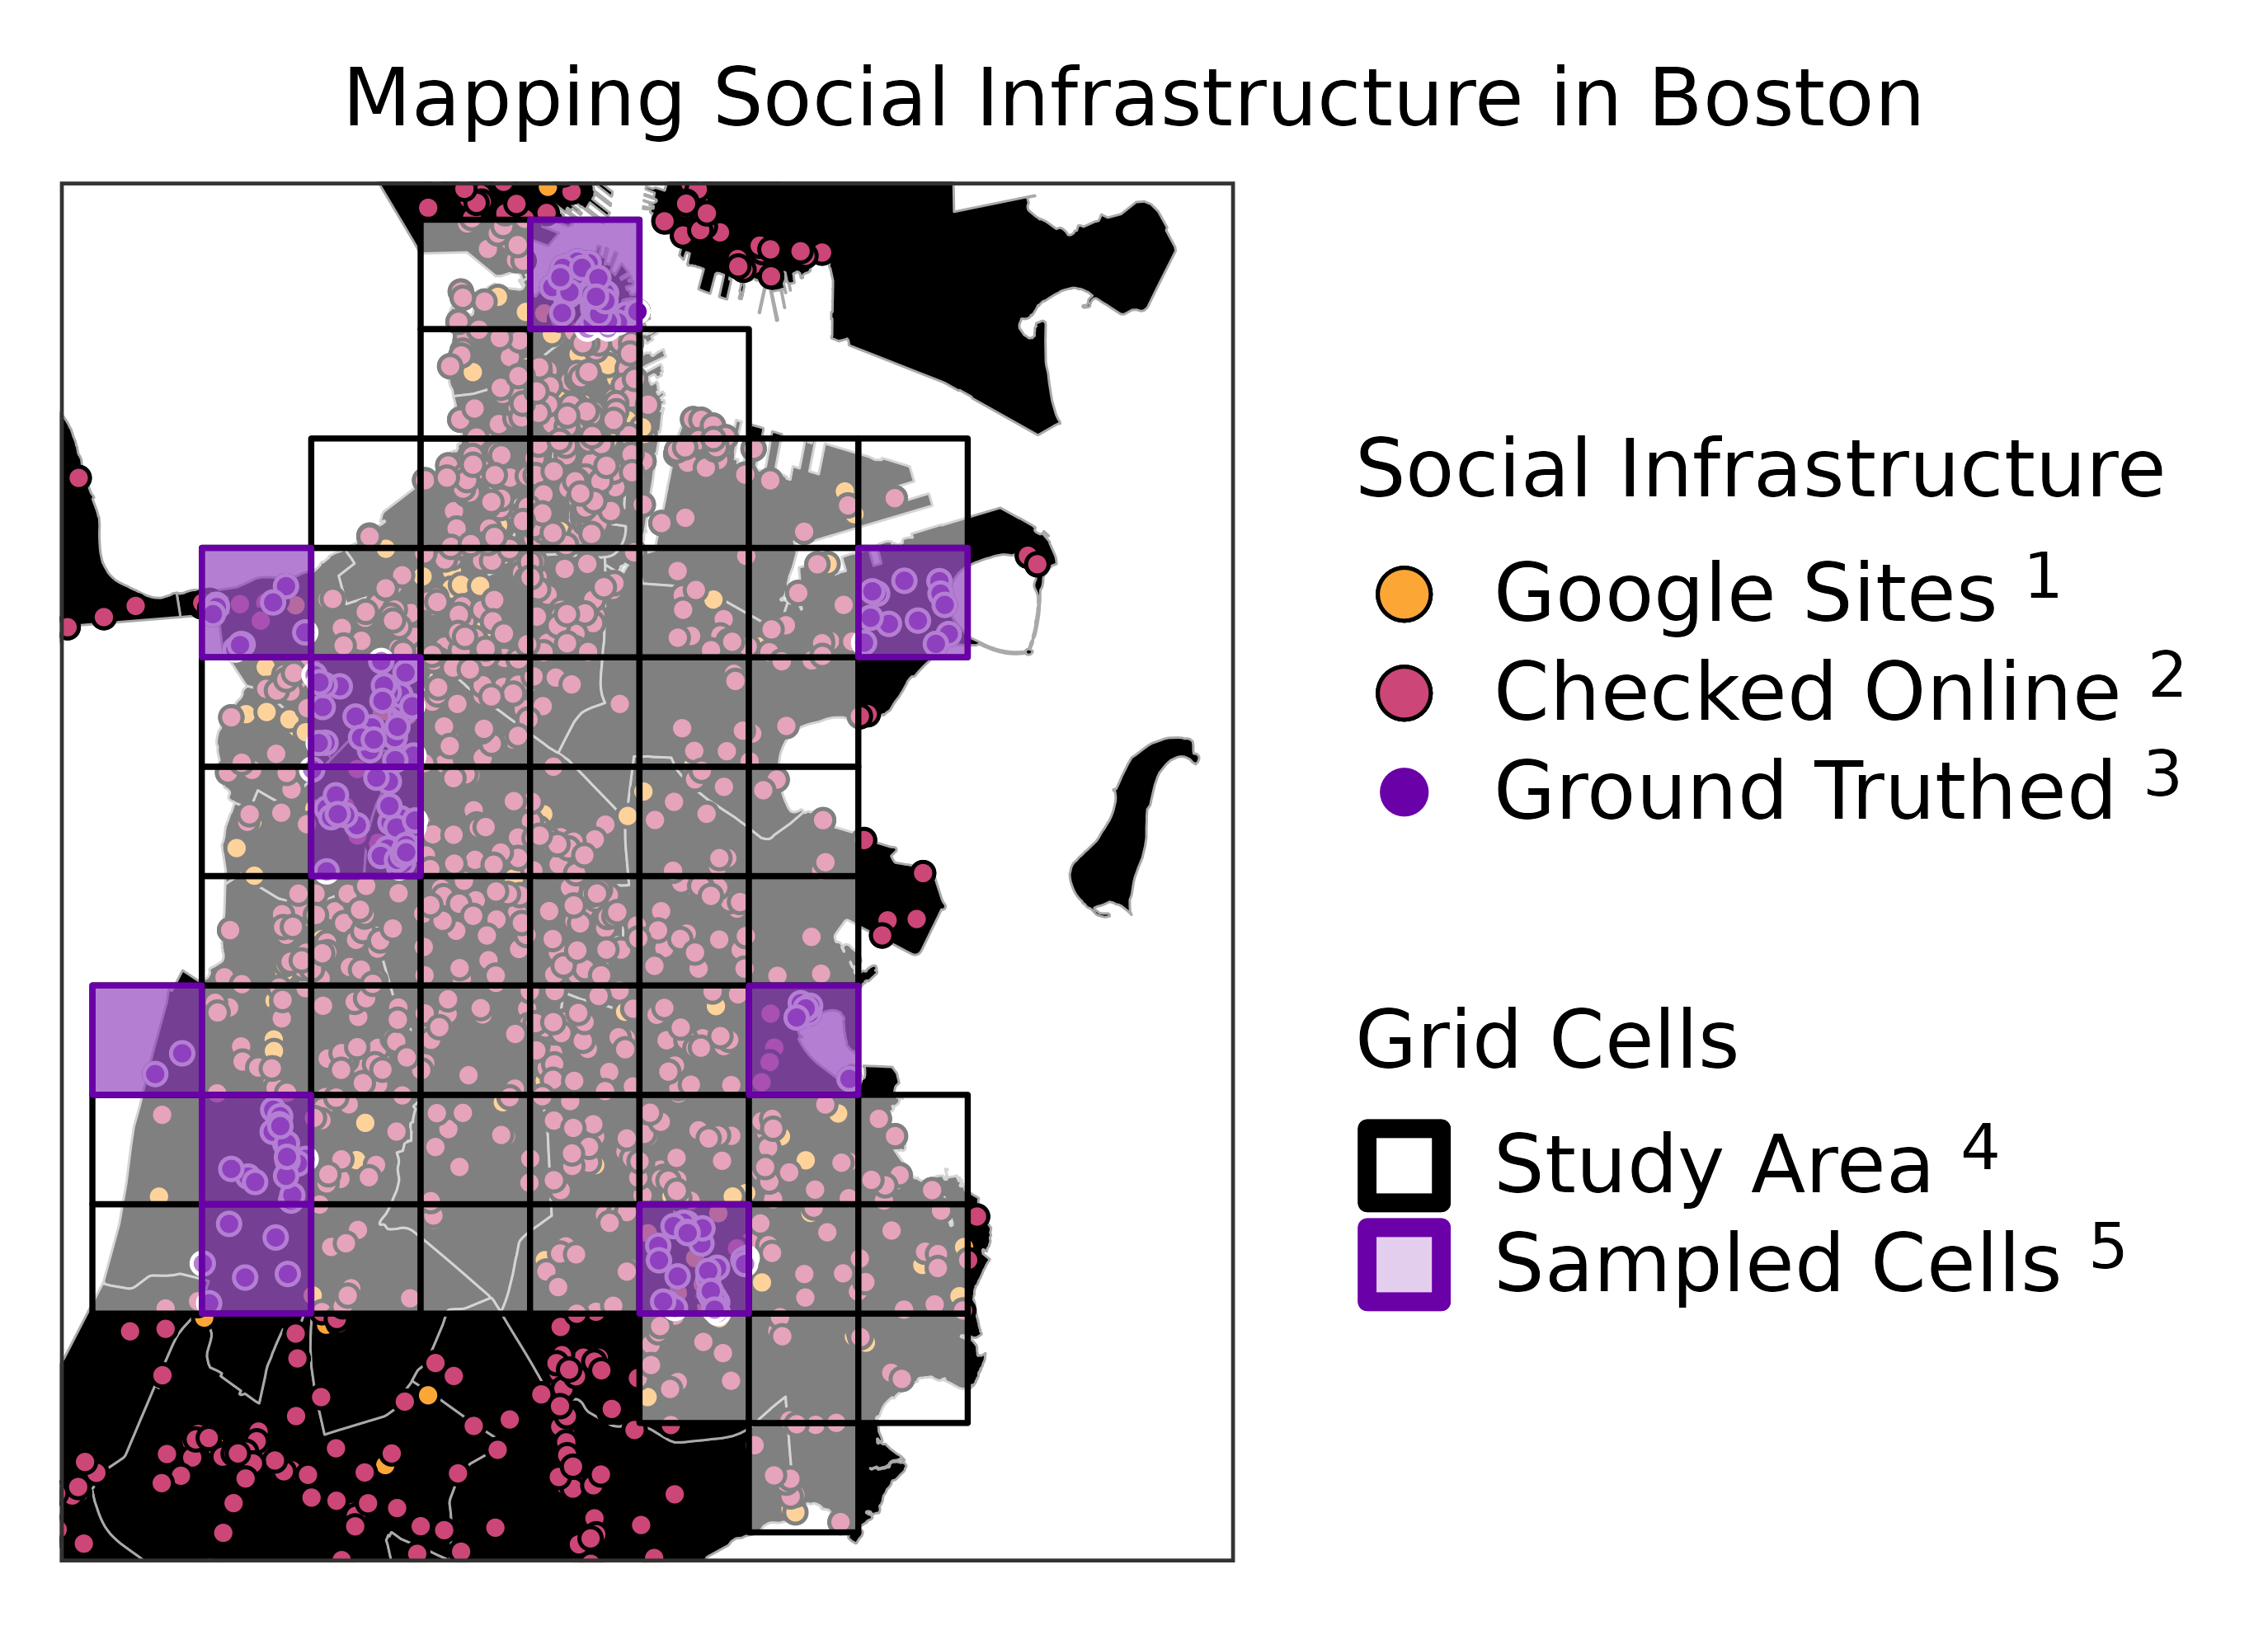 Mapping Social Infrastructure in Boston
Social Infrastructure
Google Sites 1
Checked Online 2
Ground Truthed 3
Grid Cells
Study Area 4
Sampled Cells 5